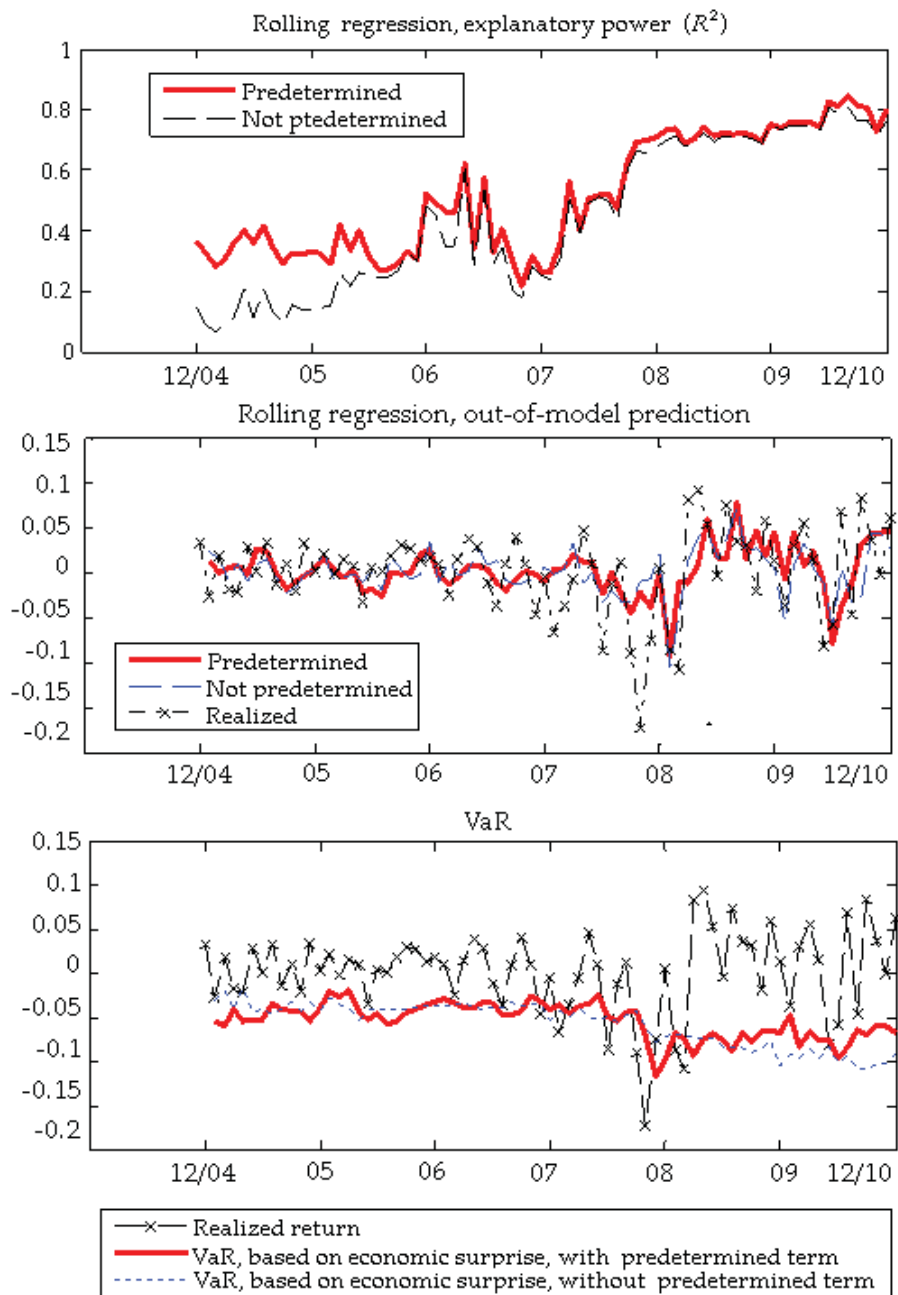 Rolling regression, explanatory power (R²)
1
0.8
0.6
0.4
0.2
0
Predetermined
Not ptedetermined
12/04 05 06 07 08 09 12/10
Rolling regression, out-of-model prediction
0.15
0.1
0.05
0
-0.05
-0.1
-0.15
-0.2
Predetermined
Not predetermined
Realized
12/04 05 06 07 08 09 12/10
VaR
0.15
0.1
0.05
0
-0.05
-0.1
-0.15
-0.2
12/04 05 06 07 08 09 12/10
Realized return
VaR, based on economic surprise, with predetermined term
VaR, based on economic surprise, without predetermined term